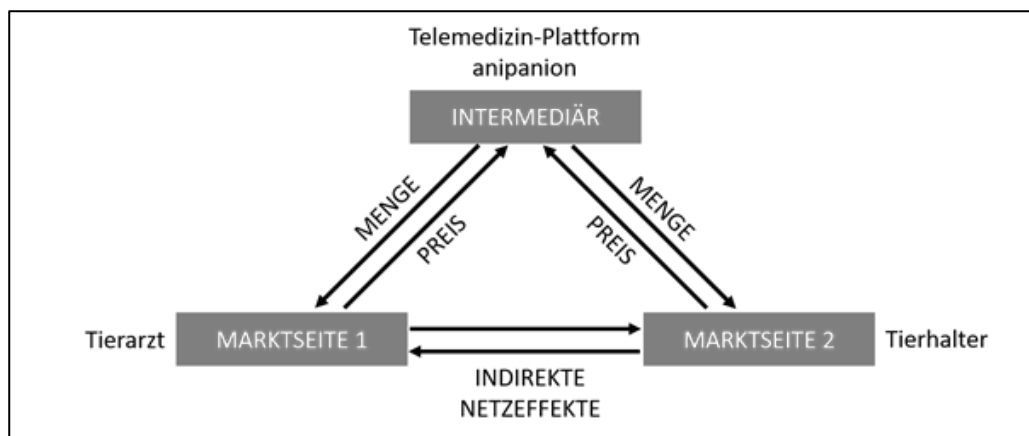 Telemedizin-Plattform
anipanion
INTERMEDIÄR
MENGE
PREIS
PREIS
MENGE
Tierarzt
MARKTSEITE 1
MARKTSEITE 2
Tierhalter
INDIREKTE
NETZEFFEKTE